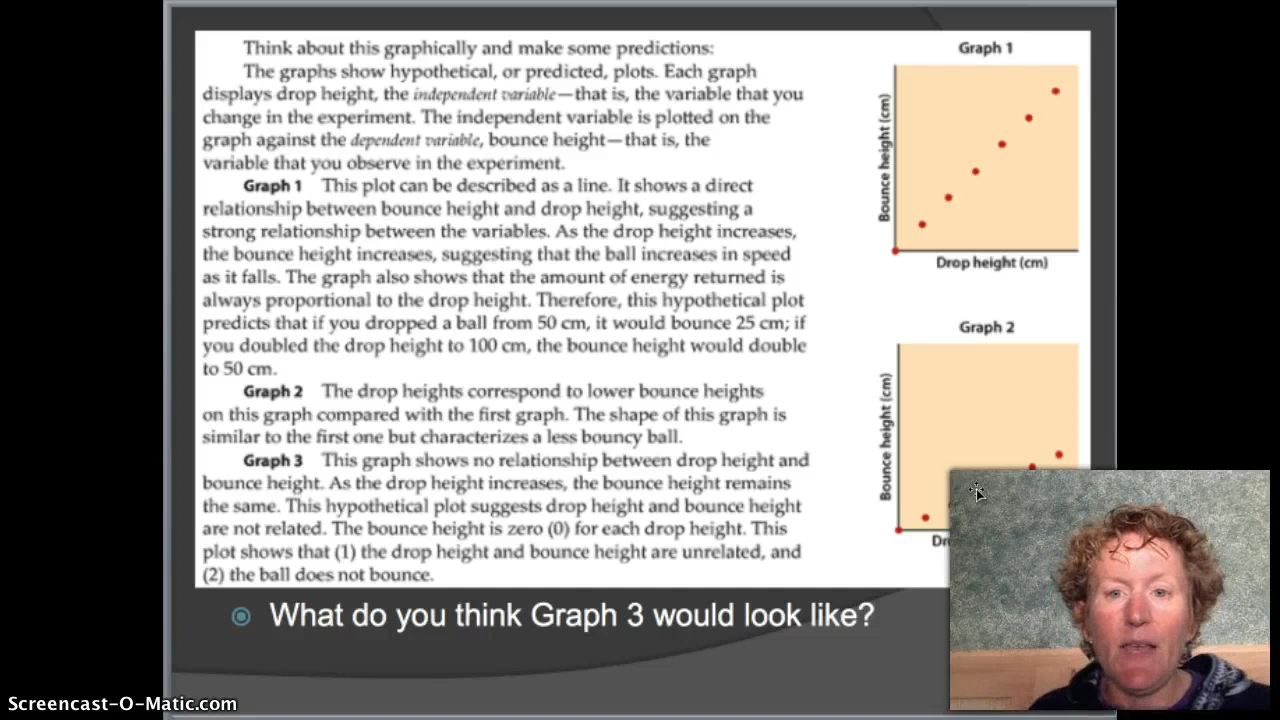 Think about this graphically and make some predictions:
The graphs show hypothetical, or predicted, plots. Each graph
displays drop height, the independent variable—that is, the variable that you
change in the experiment. The independent variable is plotted on the
graph against the dependent variable, bounce height—that is, the
variable that you observe in the experiment.
Graph 1 This plot can be described as a line. It shows a direct
relationship between bounce height and drop height, suggesting a
strong relationship between the variables. As the drop height increases,
the bounce height increases, suggesting that the ball increases in speed
as it falls. The graph also shows that the amount of energy returned is
always proportional to the drop height. Therefore, this hypothetical plot
predicts that if you dropped a ball from 50 cm, it would bounce 25 cm; if
you doubled the drop height to 100 cm, the bounce height would double
to 50 cm.
Graph 2 The drop heights correspond to lower bounce heights
on this graph compared with the first graph. The shape of this graph is
similar to the first one but characterizes a less bouncy ball.
Graph 3 This graph shows no relationship between drop height and
bounce height. As the drop height increases, the bounce height remains
the same. This hypothetical plot suggests drop height and bounce height
are not related. The bounce height is zero (0) for each drop height. This
plot shows that (1) the drop height and bounce height are unrelated, and
(2) the ball does not bounce.
Graph 1
Bounce height (cm)
Drop height (cm)
Graph 2
Bounce height (cm)
What do you think Graph 3 would look like?
Screencast-O-Matic.com